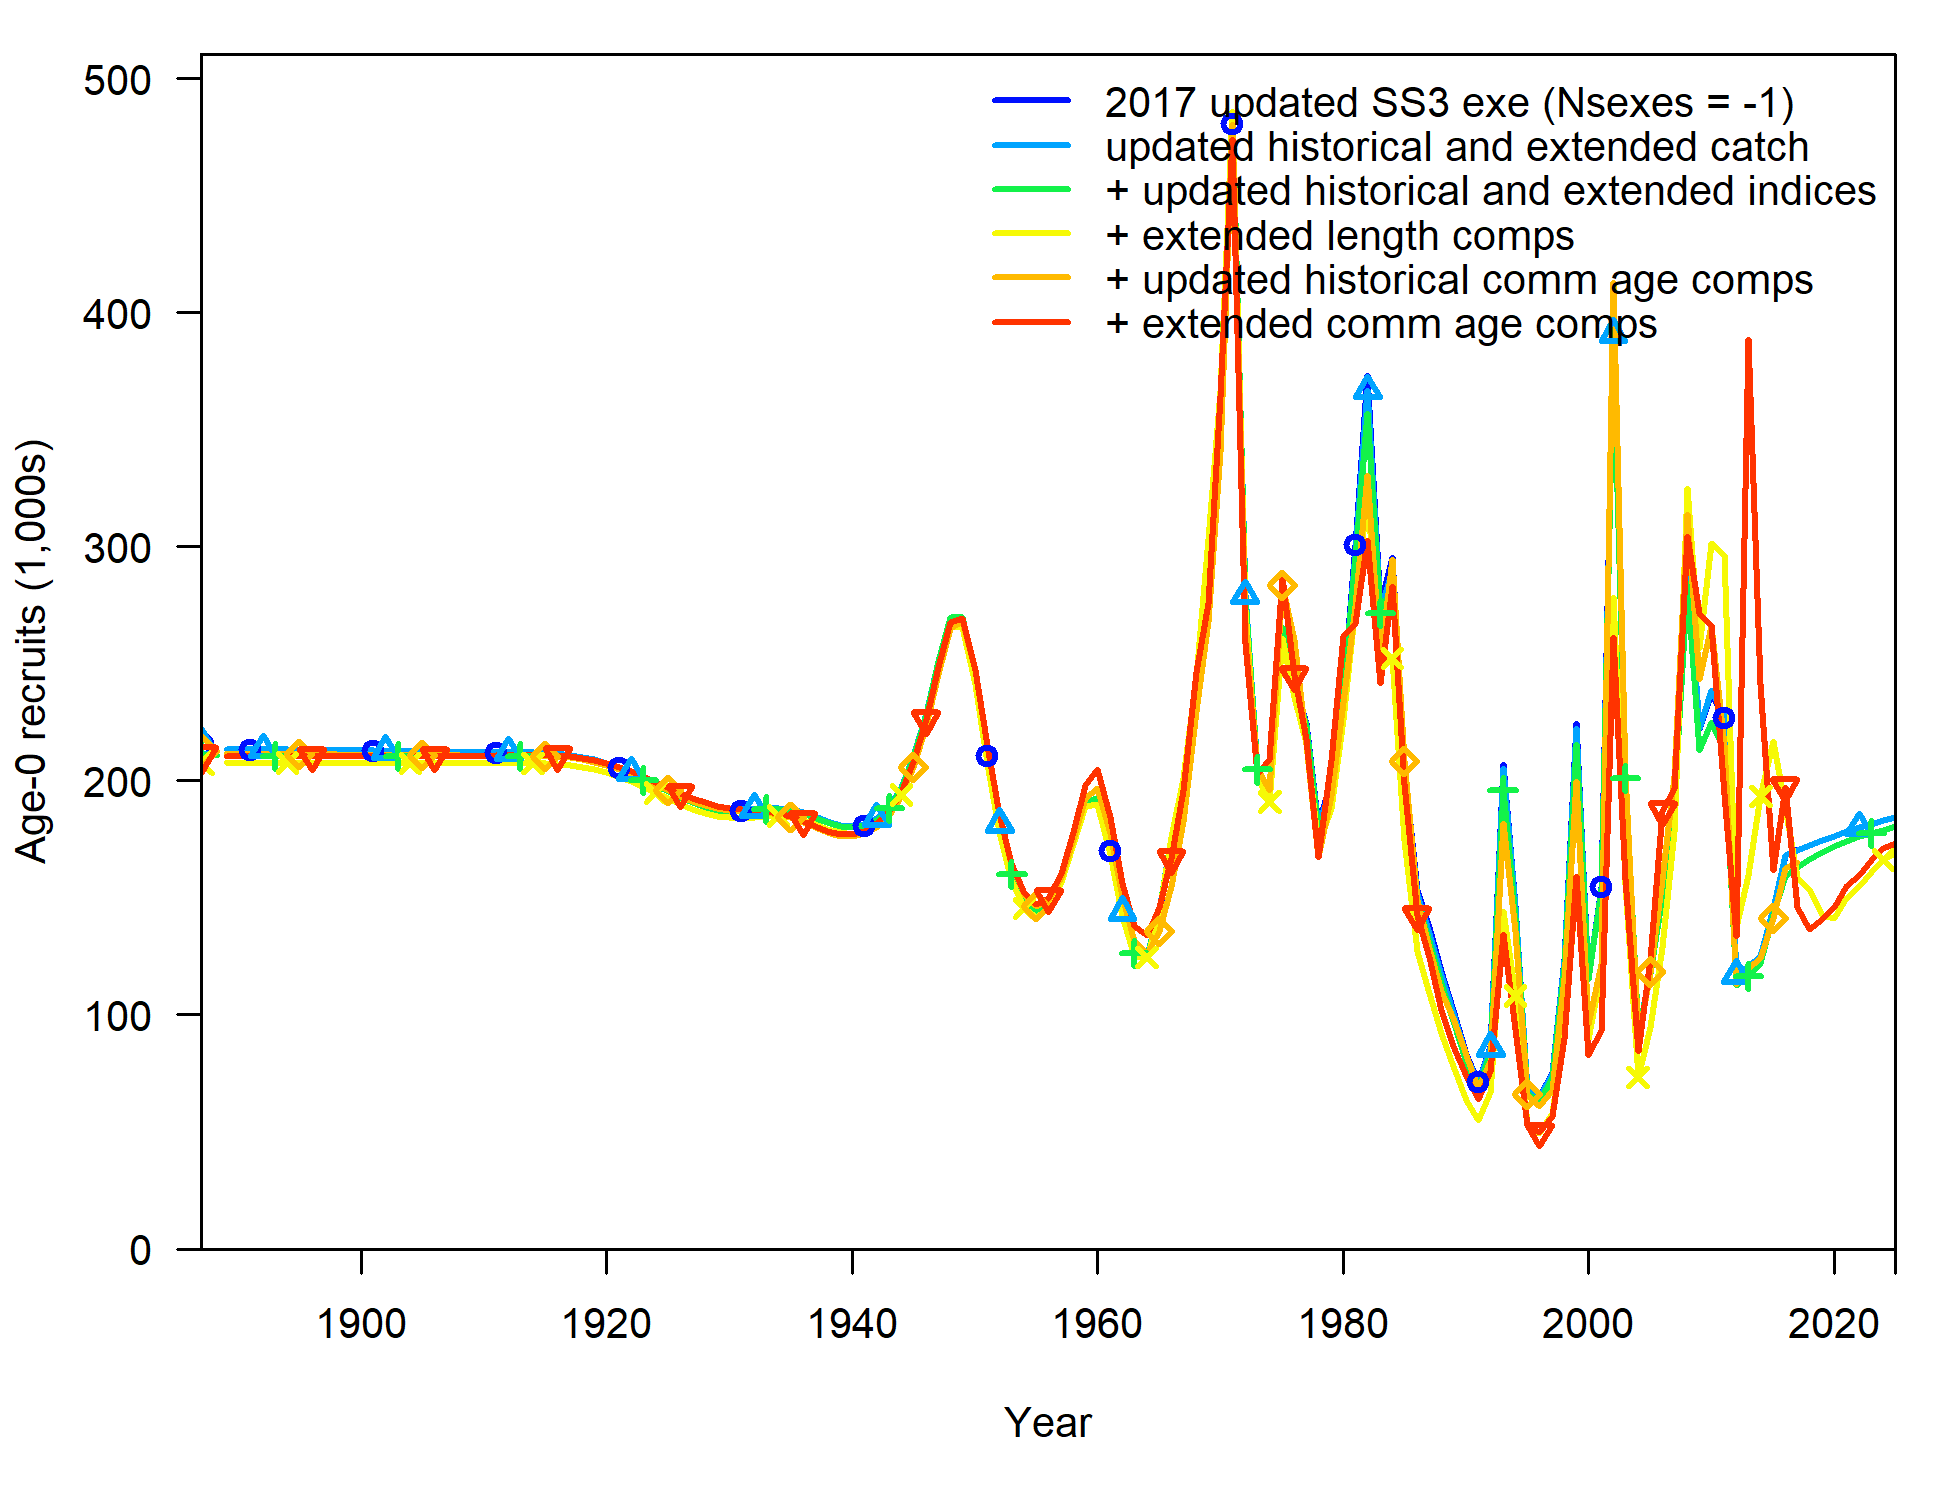 500
400
300
200
100
0
Age-0 recruits (1,000s)
2017 updated SS3 exe (Nsexes = -1)
updated historical and extended catch
+ updated historical and extended indices
+ extended length comps
+ updated historical comm age comps
+ extended comm age comps
1900 1920 1940 1960 1980 2000 2020
Year